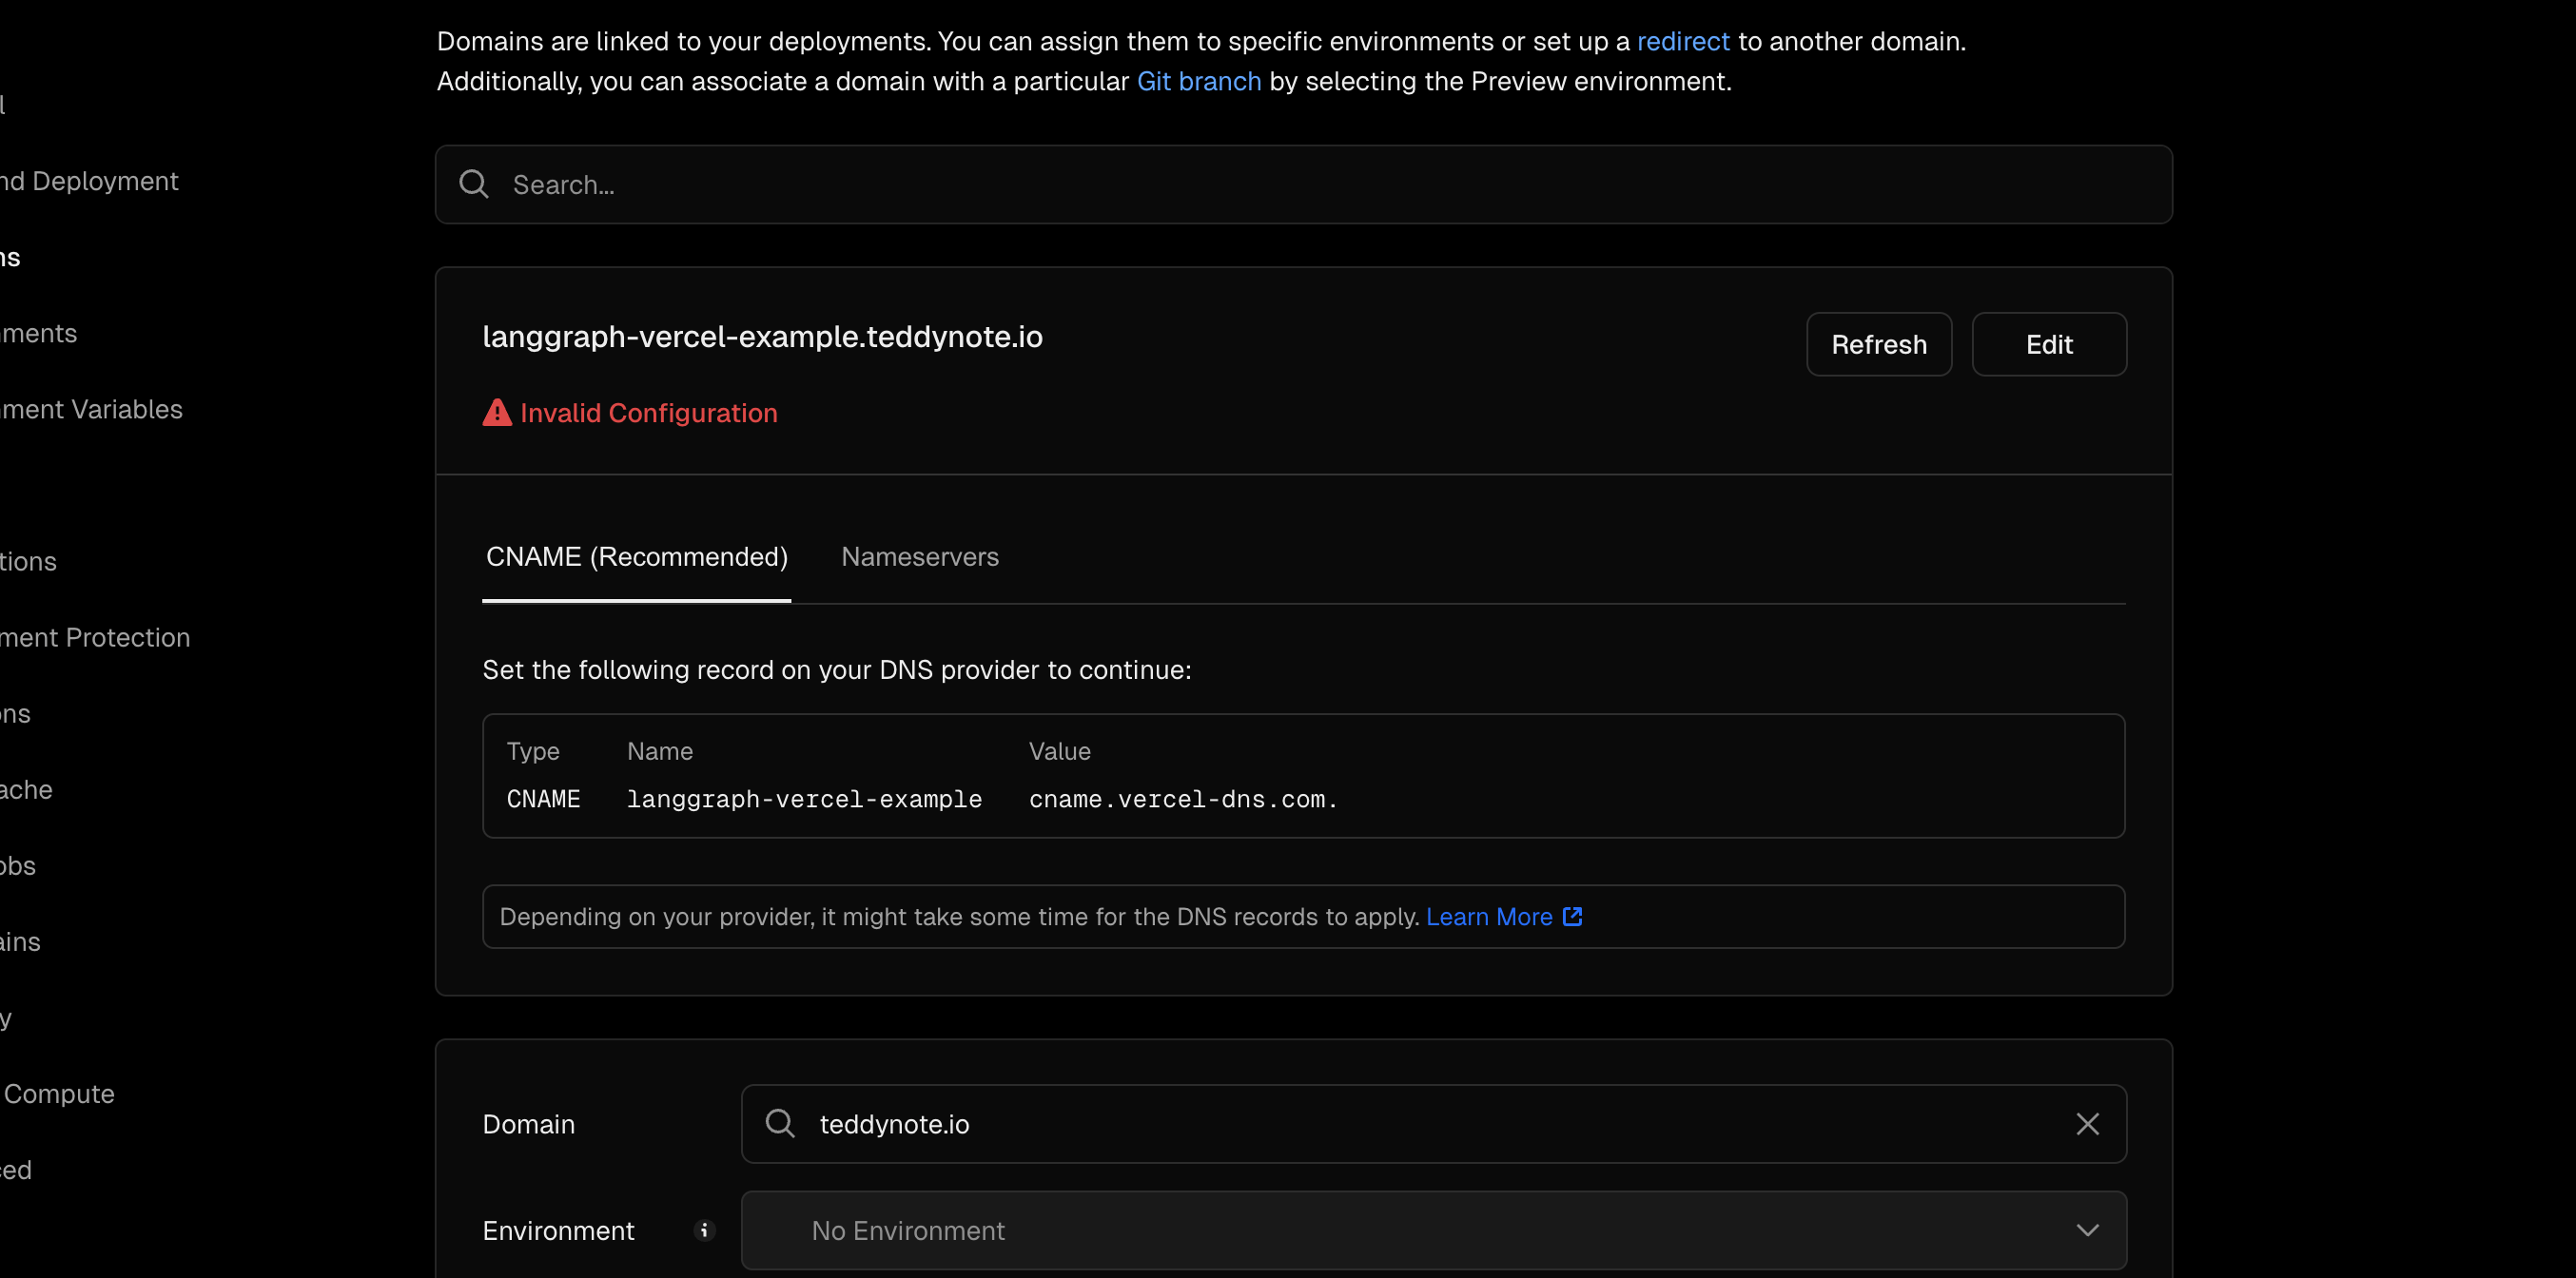 Domains are linked to your deployments. You can assign them to specific environments or set up a redirect to another domain.
Additionally, you can associate a domain with a particular Git branch by selecting the Preview environment.
l
nd Deployment
ns
nments
nment Variables
tions
ment Protection
ons
ache
obs
ains
y
Compute
ced
Search...
langgraph-vercel-example.teddynote.io
Refresh
Edit
Invalid Configuration
CNAME (Recommended)
Nameservers
Set the following record on your DNS provider to continue:
Type Name Value
CNAME langgraph-vercel-example cname.vercel-dns.com.
Depending on your provider, it might take some time for the DNS records to apply. Learn More
Domain
teddynote.io
Environment
No Environment